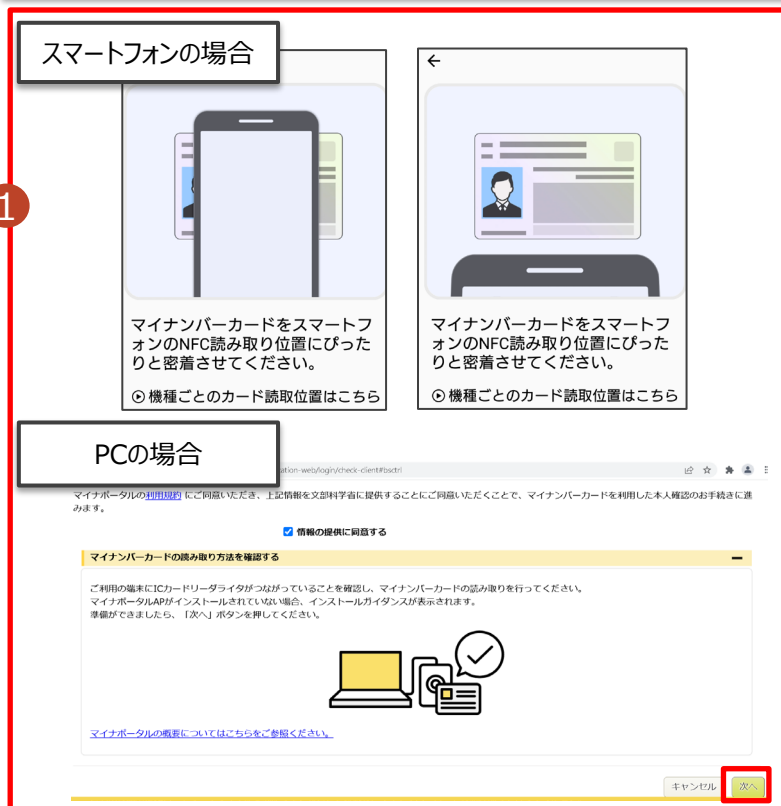 スマートフォンの場合
←
1
マイナンバーカードをスマートフ
ォンのNFC読み取り位置にぴった
りと密着させてください。
機種ごとのカード読取位置はこちら
マイナンバーカードをスマートフ
ォンのNFC読み取り位置にぴった
りと密着させてください。
機種ごとのカード読取位置はこちら
PCの場合
ation-web/login/check-client#bsctrl
マイナポータルの利用規約 にご同意いただき、上記情報を文部科学省に提供することにご同意いただくことで、マイナンバーカードを利用した本人確認のお手続きに進
みます。
情報の提供に同意する
マイナンバーカードの読み取り方法を確認する
ご利用の端末にICカードリーダライタがつながっていることを確認し、マイナンバーカードの読み取りを行ってください。
マイナポータルAPがインストールされていない場合、インストールガイダンスが表示されます。
準備ができましたら、「次へ」ボタンを押してください。
マイナポータルの概要についてはこちらをご参照ください。
キャンセル
次へ